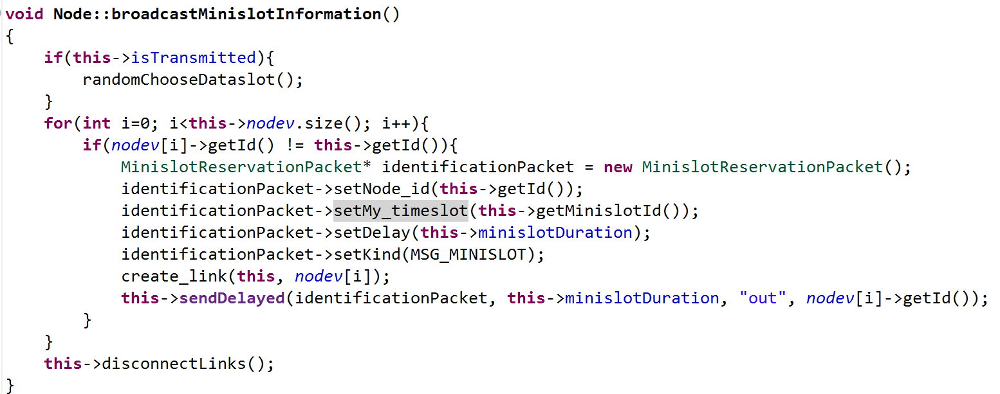 void Node::broadcastMinislotInformation()
{
    if(this->isTransmitted){
        randomChooseDataslot();
    }
    for(int i=0; i<this->nodev.size(); i++){
        if(nodev[i]->getId() != this->getId()){
            MinislotReservationPacket* identificationPacket = new MinislotReservationPacket();
            identificationPacket->setNode_id(this->getId());
            identificationPacket->setMy_timeslot(this->getMinislotId());
            identificationPacket->setDelay(this->minislotDuration);
            identificationPacket->setKind(MSG_MINISLOT);
            create_link(this, nodev[i]);
            this->sendDelayed(identificationPacket, this->minislotDuration, "out", nodev[i]->getId());
        }
    }
    this->disconnectLinks();
}